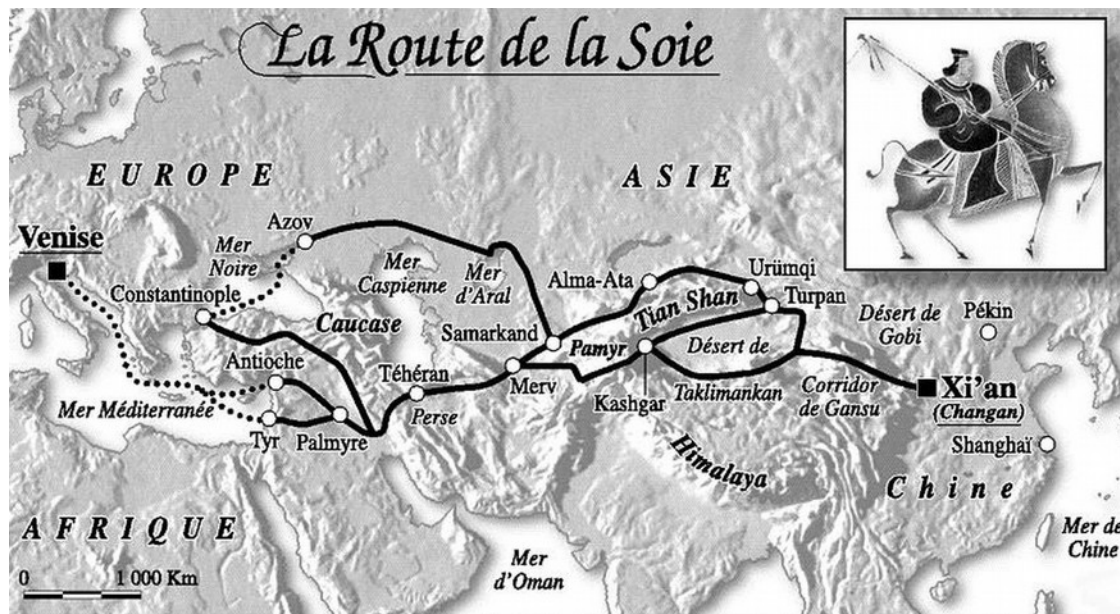 La Route de la Soie
EUROPE
ASIE
Venise
Azov
Mer
Noire
Mer
Caspienne
Mer
d'Aral
Alma-Ata
Urümqi
Turpan
Constantinople
Caucase
Samarkand
Tian Shan
Désert de
Gobi
Pékin
Antioche
Téhéran
Pamyr
Désert de
Taklimankan
Mer Méditerranée
Perse
Merv
Kashgar
Corridor
de Gansu
Xi'an
(Changan)
Tyr
Palmyre
Shanghaï
Himalaya
Chine
AFRIQUE
Mer
d'Oman
Mer de
Chine
0 1 000 Km